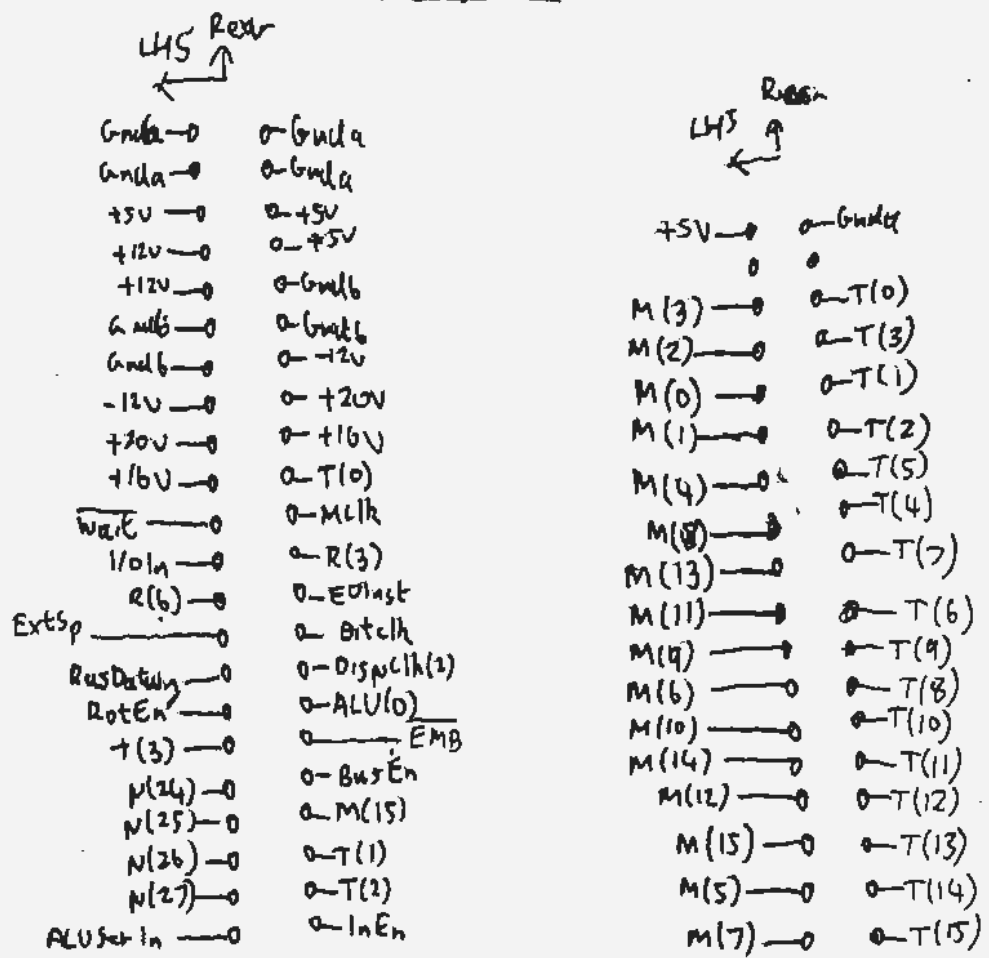 LHS Rear
Gnda Gnda
Gnda Gnda
+5V +5V
+12V +5V
+12V Gndb
Gndb Gndb
Gndb -12V
-12V +20V
+20V +16V
+16V T(0)
Wait MClk
I/O In R(3)
R(6) EOInst
ExtSp Bitclk
BusDatain DispClk(2)
RotEn ALU(0)
t(3) EMB
N(24) BusEn
N(25) M(15)
N(26) T(1)
N(27) T(2)
ALUSerIn InEn
LHS
+5V Gnda
M(3) T(0)
M(2) T(3)
M(0) T(1)
M(1) T(2)
M(4) T(5)
M(8) T(4)
M(13) T(7)
M(11) T(6)
M(9) T(9)
M(6) T(8)
M(10) T(10)
M(14) T(11)
M(12) T(12)
M(15) T(13)
M(5) T(14)
M(7) T(15)